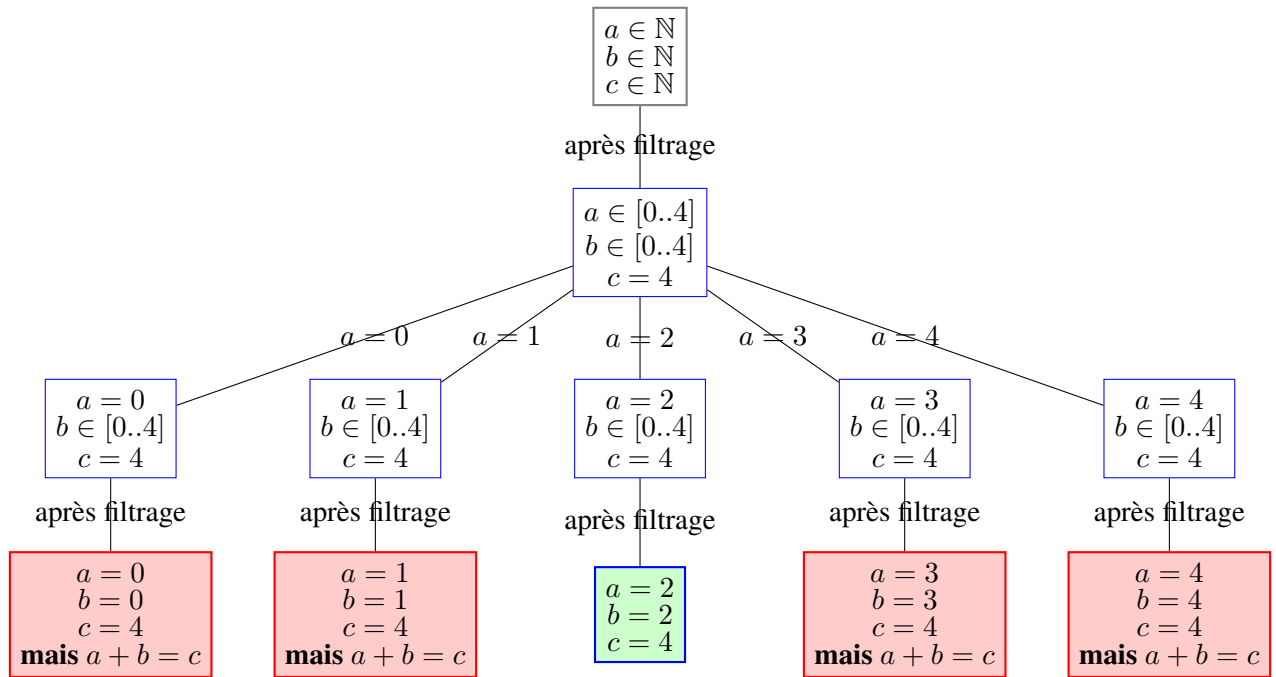 a ∈ ℕ
b ∈ ℕ
c ∈ ℕ
après filtrage
a ∈ [0..4]
b ∈ [0..4]
c = 4
a = 0
a = 1
a = 2
a = 3
a = 4
a = 0
b ∈ [0..4]
c = 4
a = 1
b ∈ [0..4]
c = 4
a = 2
b ∈ [0..4]
c = 4
a = 3
b ∈ [0..4]
c = 4
a = 4
b ∈ [0..4]
c = 4
après filtrage
après filtrage
après filtrage
après filtrage
après filtrage
a = 0
b = 0
c = 4
mais a + b = c
a = 1
b = 1
c = 4
mais a + b = c
a = 2
b = 2
c = 4
a = 3
b = 3
c = 4
mais a + b = c
a = 4
b = 4
c = 4
mais a + b = c